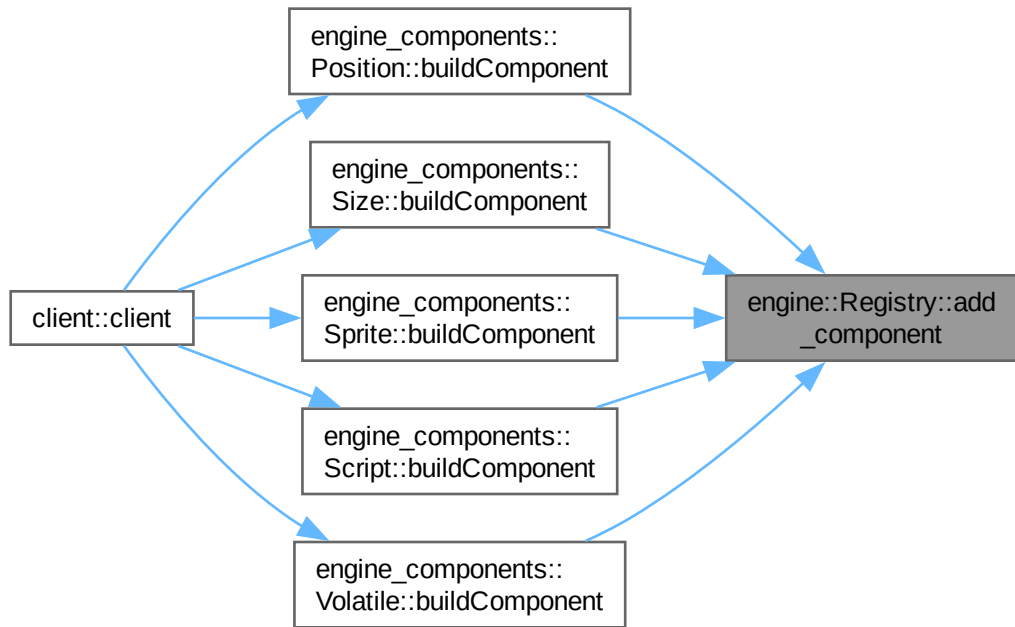 engine_components::
Position::buildComponent
engine_components::
Size::buildComponent
client::client
engine_components::
Sprite::buildComponent
engine::Registry::add
_component
engine_components::
Script::buildComponent
engine_components::
Volatile::buildComponent